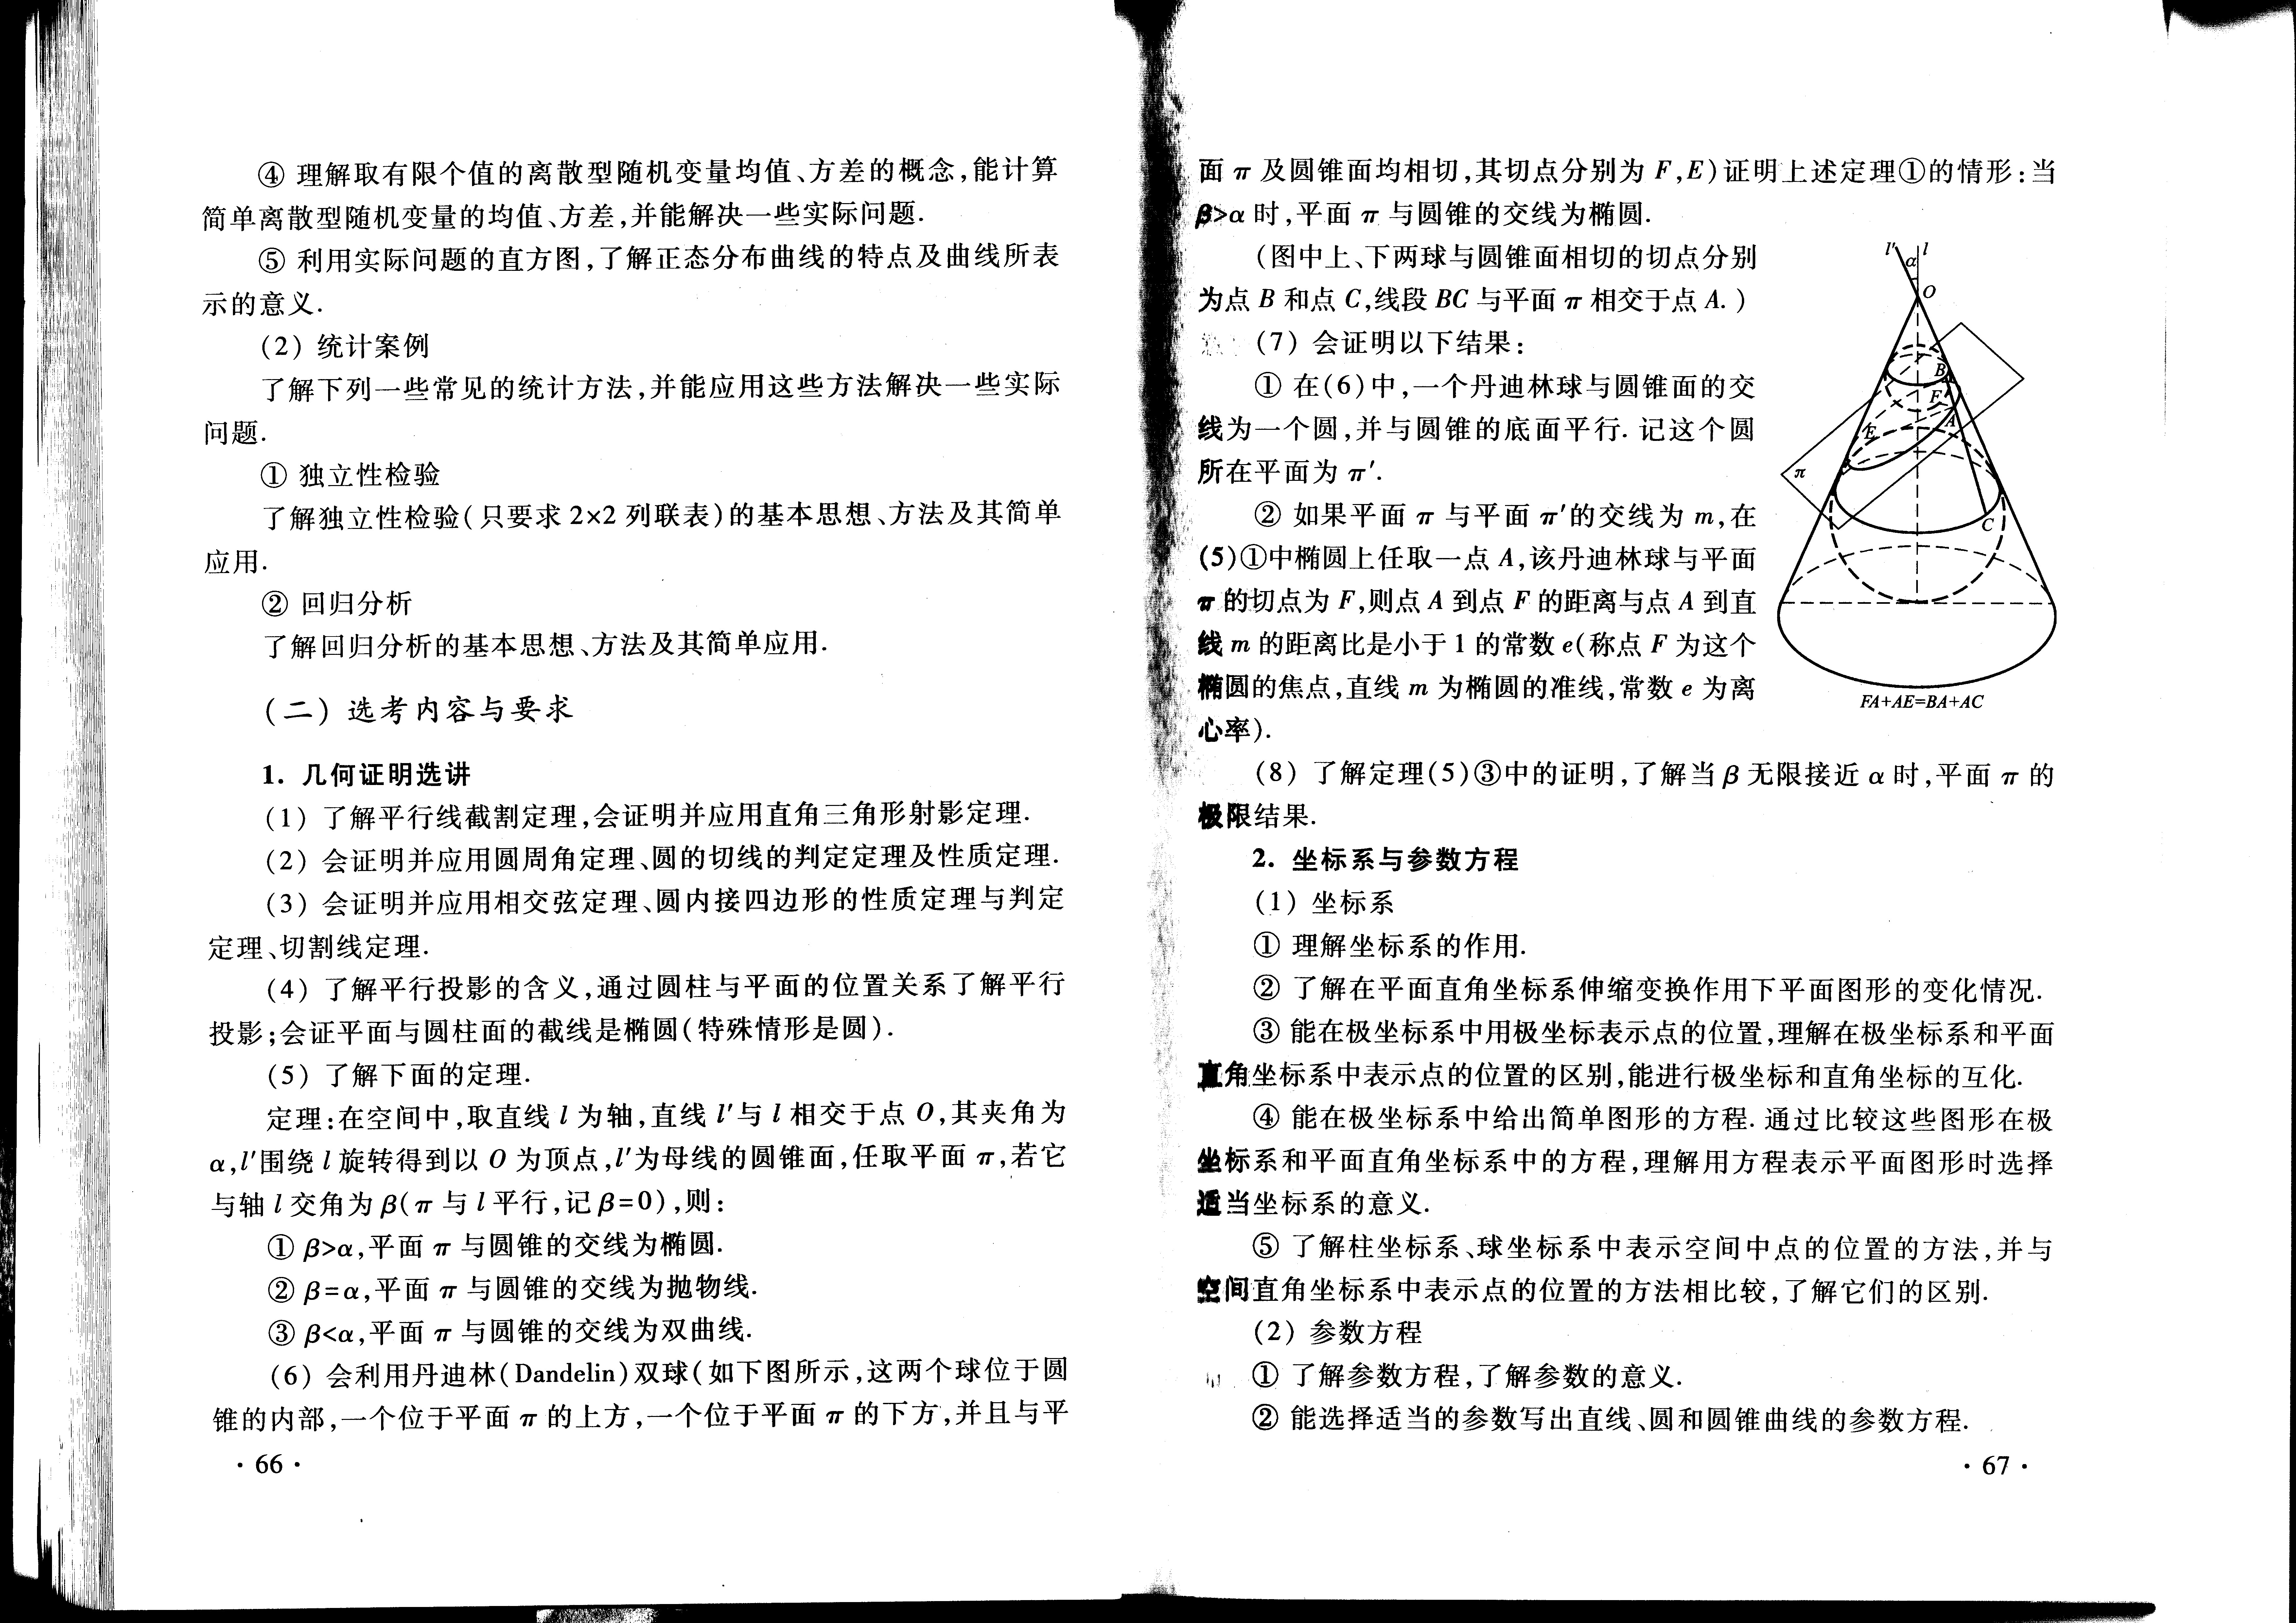 ④ 理解取有限个值的离散型随机变量均值、方差的概念,能计算
简单离散型随机变量的均值、方差,并能解决一些实际问题.
⑤ 利用实际问题的直方图,了解正态分布曲线的特点及曲线所表
示的意义.
(2) 统计案例
了解下列一些常见的统计方法,并能应用这些方法解决一些实际
问题.
① 独立性检验
了解独立性检验(只要求 2×2 列联表)的基本思想、方法及其简单
应用.
② 回归分析
了解回归分析的基本思想、方法及其简单应用.
(二) 选考内容与要求
1. 几何证明选讲
(1) 了解平行线截割定理,会证明并应用直角三角形射影定理.
(2) 会证明并应用圆周角定理、圆的切线的判定定理及性质定理.
(3) 会证明并应用相交弦定理、圆内接四边形的性质定理与判定
定理、切割线定理.
(4) 了解平行投影的含义,通过圆柱与平面的位置关系了解平行
投影;会证平面与圆柱面的截线是椭圆(特殊情形是圆).
(5) 了解下面的定理.
定理:在空间中,取直线 l 为轴,直线 l′与 l 相交于点 O,其夹角为
α,l′围绕 l 旋转得到以 O 为顶点,l′为母线的圆锥面,任取平面 π,若它
与轴 l 交角为 β(π 与 l 平行,记 β=0),则:
① β>α,平面 π 与圆锥的交线为椭圆.
② β=α,平面 π 与圆锥的交线为抛物线.
③ β<α,平面 π 与圆锥的交线为双曲线.
(6) 会利用丹迪林(Dandelin)双球(如下图所示,这两个球位于圆
锥的内部,一个位于平面 π 的上方,一个位于平面 π 的下方,并且与平
· 66 ·
面 π 及圆锥面均相切,其切点分别为 F,E)证明上述定理①的情形:当
β>α 时,平面 π 与圆锥的交线为椭圆.
(图中上、下两球与圆锥面相切的切点分别
为点 B 和点 C,线段 BC 与平面 π 相交于点 A.)
(7) 会证明以下结果:
① 在(6)中,一个丹迪林球与圆锥面的交
线为一个圆,并与圆锥的底面平行. 记这个圆
所在平面为 π′.
② 如果平面 π 与平面 π′的交线为 m,在
(5)①中椭圆上任取一点 A,该丹迪林球与平面
π 的切点为 F,则点 A 到点 F 的距离与点 A 到直
线 m 的距离比是小于 1 的常数 e(称点 F 为这个
椭圆的焦点,直线 m 为椭圆的准线,常数 e 为离
心率).
l′
l
α
O
B
F
A
E
π
C
FA+AE=BA+AC
(8) 了解定理(5)③中的证明,了解当 β 无限接近 α 时,平面 π 的
极限结果.
2. 坐标系与参数方程
(1) 坐标系
① 理解坐标系的作用.
② 了解在平面直角坐标系伸缩变换作用下平面图形的变化情况.
③ 能在极坐标系中用极坐标表示点的位置,理解在极坐标系和平面
直角坐标系中表示点的位置的区别,能进行极坐标和直角坐标的互化.
④ 能在极坐标系中给出简单图形的方程. 通过比较这些图形在极
坐标系和平面直角坐标系中的方程,理解用方程表示平面图形时选择
适当坐标系的意义.
⑤ 了解柱坐标系、球坐标系中表示空间中点的位置的方法,并与
空间直角坐标系中表示点的位置的方法相比较,了解它们的区别.
(2) 参数方程
① 了解参数方程,了解参数的意义.
② 能选择适当的参数写出直线、圆和圆锥曲线的参数方程.
· 67 ·